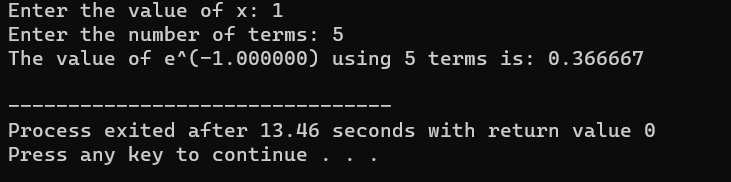 Enter the value of x: 1
Enter the number of terms: 5
The value of e^(-1.000000) using 5 terms is: 0.366667
--------------------------------
Process exited after 13.46 seconds with return value 0
Press any key to continue . . .